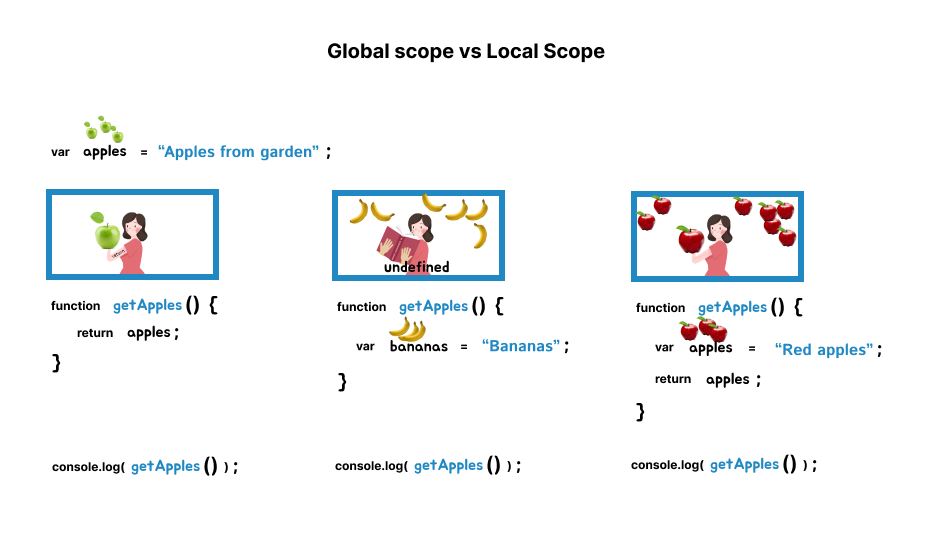 Global scope vs Local Scope
var apples = “Apples from garden” ;
undefined
function getApples () {
return apples ;
}
console.log( getApples () ) ;
function getApples () {
var bananas = “Bananas” ;
}
console.log( getApples () ) ;
function getApples () {
var apples = “Red apples” ;
return apples ;
}
console.log( getApples () ) ;